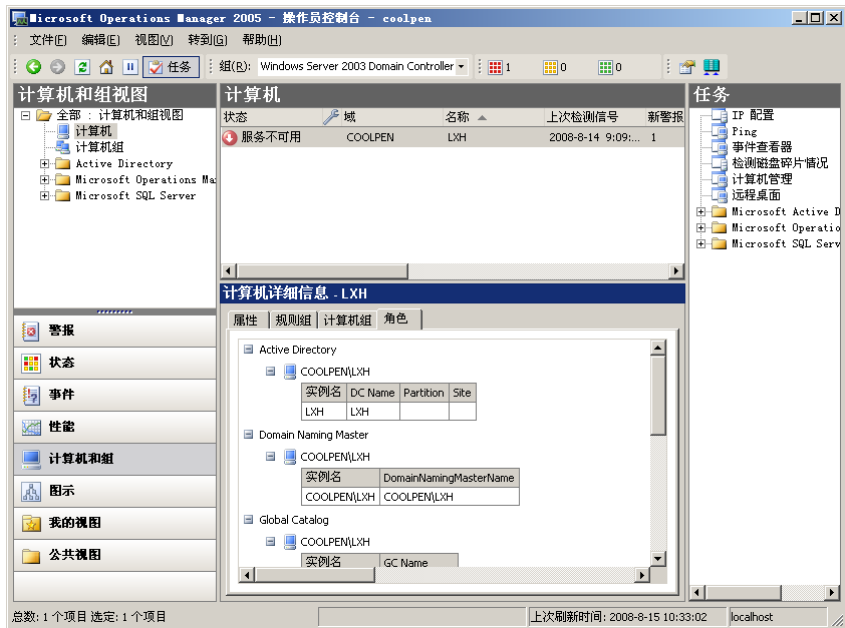 Microsoft Operations Manager 2005 - 操作员控制台 - coolpen
文件(F) 编辑(E) 视图(V) 转到(G) 帮助(H)
任务 组(R): Windows Server 2003 Domain Controller 1 0 0
计算机和组视图
全部 : 计算机和组视图
计算机
计算机组
Active Directory
Microsoft Operations Ma
Microsoft SQL Server
警报
状态
事件
性能
计算机和组
图示
我的视图
公共视图
计算机
状态 域 名称 上次检测信号 新警报
服务不可用 COOLPEN LXH 2008-8-14 9:09:... 1
计算机详细信息 - LXH
属性 规则组 计算机组 角色
Active Directory
COOLPEN\LXH
实例名 DC Name Partition Site
LXH LXH
Domain Naming Master
COOLPEN\LXH
实例名 DomainNamingMasterName
COOLPEN\LXH COOLPEN\LXH
Global Catalog
COOLPEN\LXH
实例名 GC Name
任务
IP 配置
Ping
事件查看器
检测磁盘碎片情况
计算机管理
远程桌面
Microsoft Active D
Microsoft Operatio
Microsoft SQL Serv
总数: 1 个项目 选定: 1 个项目 上次刷新时间: 2008-8-15 10:33:02 localhost